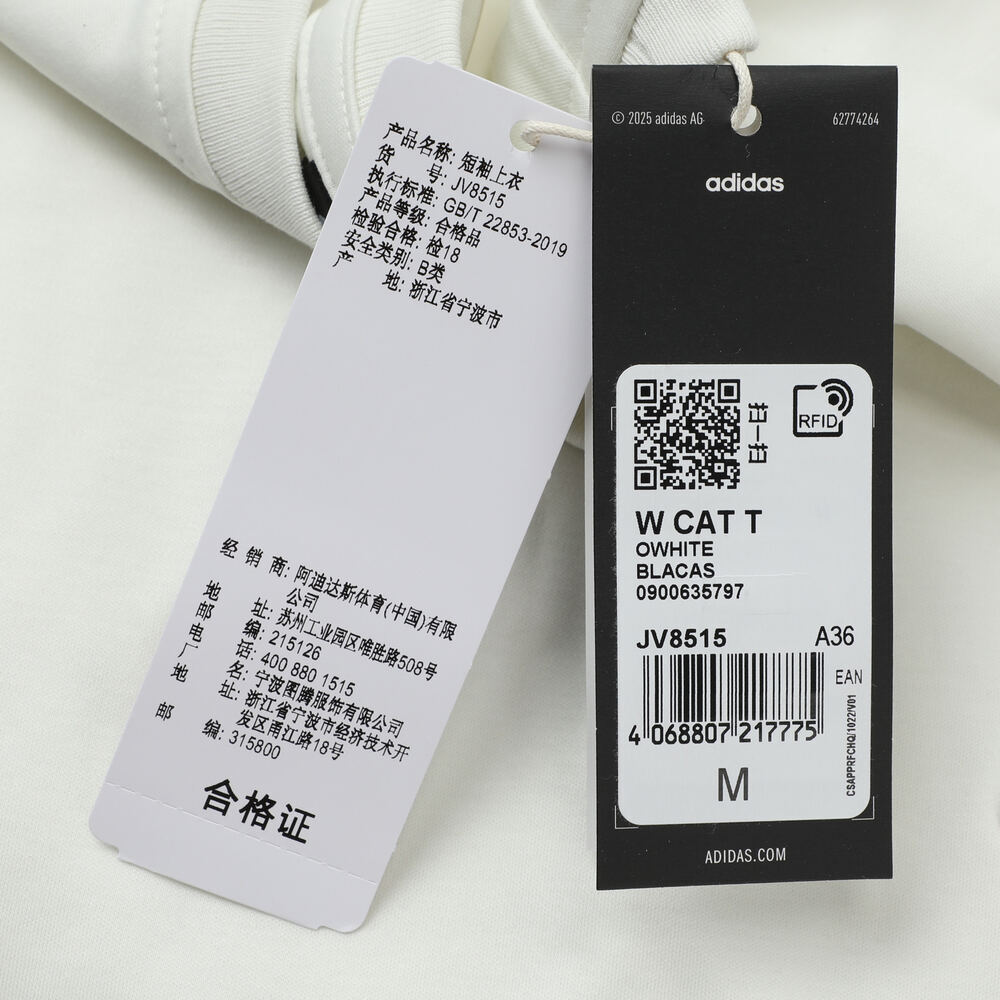 产品名称: 短袖上衣
货 号: JV8515
执行标准: GB/T 22853-2019
产品等级: 合格品
检验合格: 检18
安全类别: B类
产 地: 浙江省宁波市
经 销 商: 阿迪达斯体育(中国)有限
公司
地 址: 苏州工业园区唯胜路508号
邮 编: 215126
电 话: 400 880 1515
厂 名: 宁波图腾服饰有限公司
地 址: 浙江省宁波市经济技术开
发区甬江路18号
邮 编: 315800
合格证
© 2025 adidas AG
62774264
adidas
扫一扫
RFID
W CAT T
OWHITE
BLACAS
0900635797
JV8515 A36
EAN
4 068807 217775
CSAPPRFCHQ/1022/V01
M
ADIDAS.COM